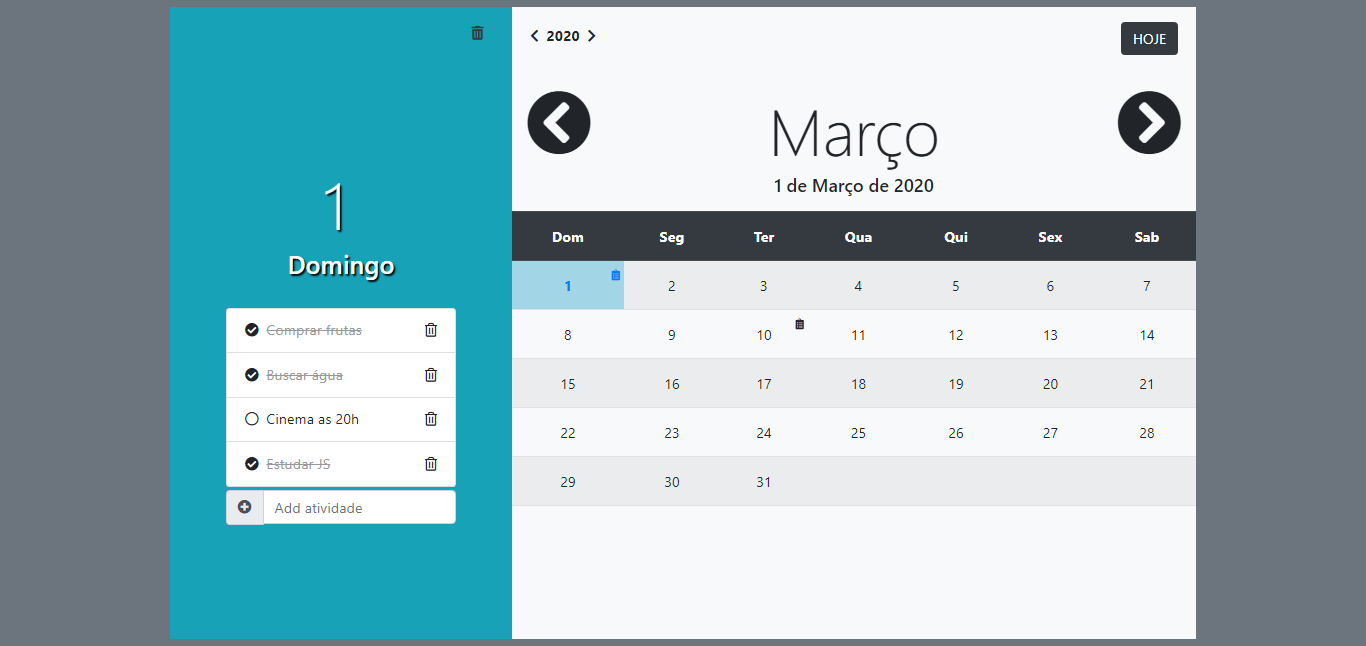 1
Domingo
Comprar frutas
Buscar água
Cinema as 20h
Estudar JS
Add atividade
2020
HOJE
Março
1 de Março de 2020
Dom Seg Ter Qua Qui Sex Sab
1 2 3 4 5 6 7
8 9 10 11 12 13 14
15 16 17 18 19 20 21
22 23 24 25 26 27 28
29 30 31